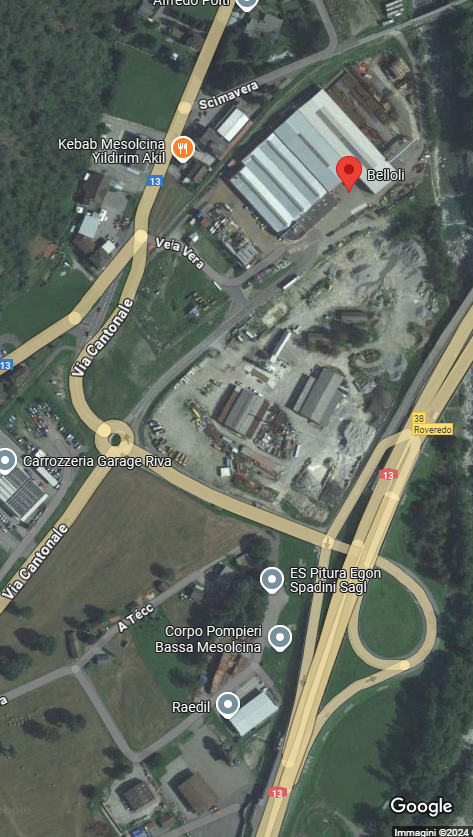 Alfredo Polti
Scimavera
Kebab Mesolcina
Yildirim Akil
Belloli
13
Veia Vera
Via Cantonale
13
38
Roveredo
Carrozzeria Garage Riva
13
Via Cantonale
ES Pitura Egon
Spadini Sagl
A Técc
Corpo Pompieri
Bassa Mesolcina
a
Raedil
13
Google
Immagini ©2024